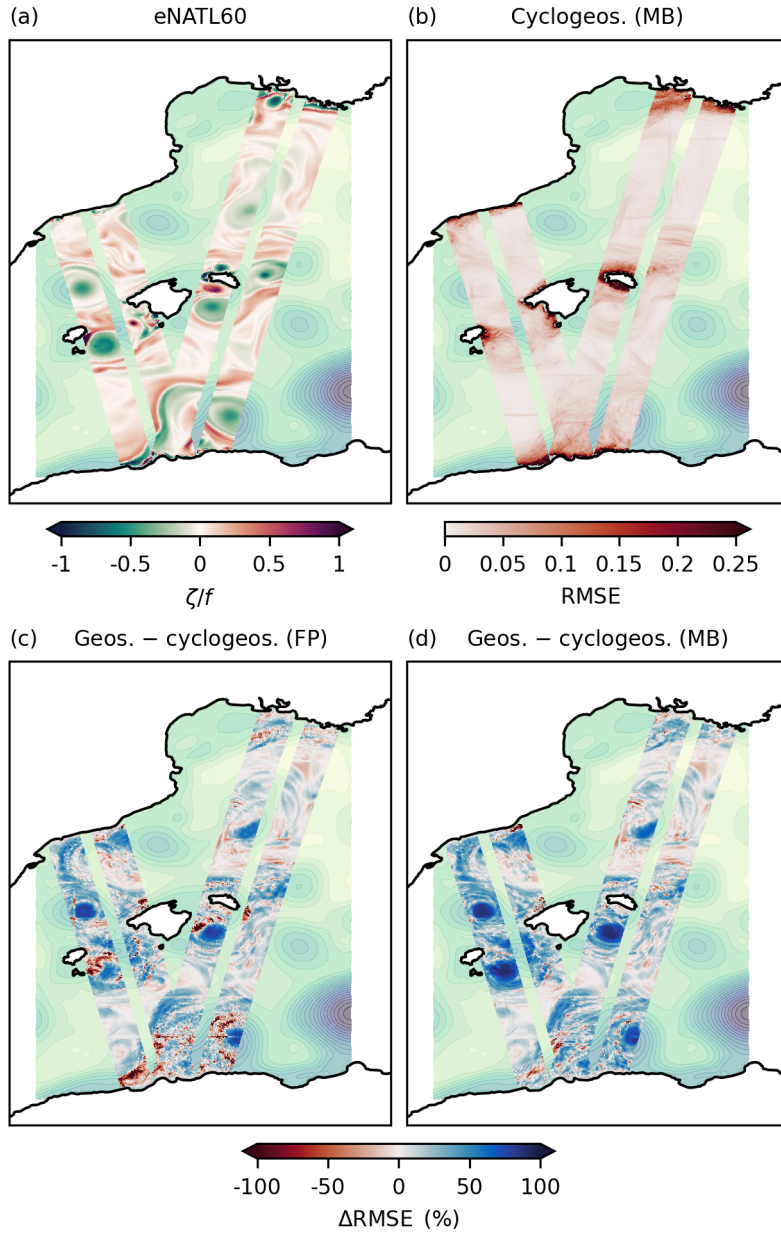 (a) eNATL60
(b) Cyclogeos. (MB)
-1 -0.5 0 0.5 1
ζ/f
0 0.05 0.1 0.15 0.2 0.25
RMSE
(c) Geos. − cyclogeos. (FP)
(d) Geos. − cyclogeos. (MB)
-100 -50 0 50 100
ΔRMSE (%)